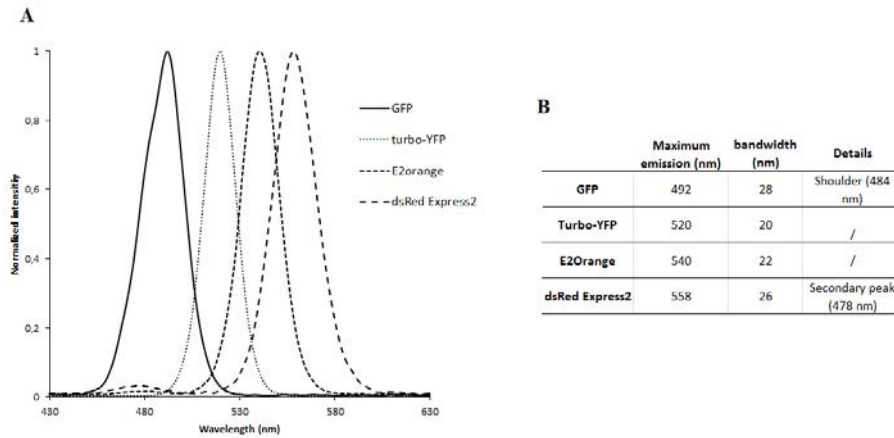 A
1
0,8
0,6
0,4
0,2
0
430
480
530
580
630
Normalized intensitiy
Wavelength (nm)
GFP
turbo-YFP
E2orange
dsRed Express2
B
Maximum emission (nm)
bandwidth (nm)
Details
GFP 492 28 Shoulder (484 nm)
Turbo-YFP 520 20 /
E2Orange 540 22 /
dsRed Express2 558 26 Secondary peak (478 nm)